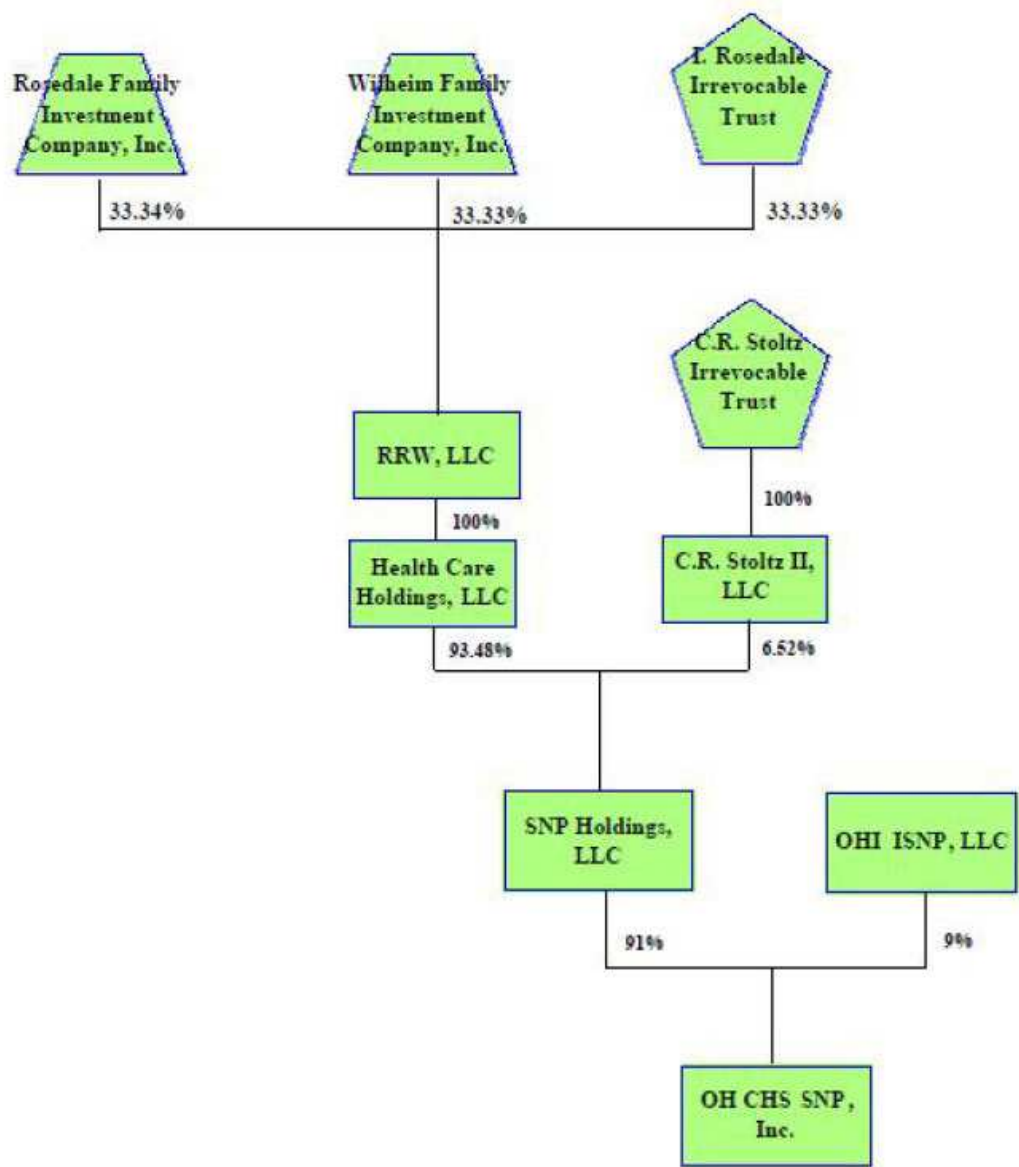 Rosedale Family
Investment
Company, Inc.
Wilheim Family
Investment
Company, Inc.
I. Rosedale
Irrevocable
Trust
33.34%
33.33%
33.33%
C.R. Stoltz
Irrevocable
Trust
RRW, LLC
100%
100%
Health Care
Holdings, LLC
C.R. Stoltz II,
LLC
93.48%
6.52%
SNP Holdings,
LLC
OHI ISNP, LLC
91%
9%
OH CHS SNP,
Inc.